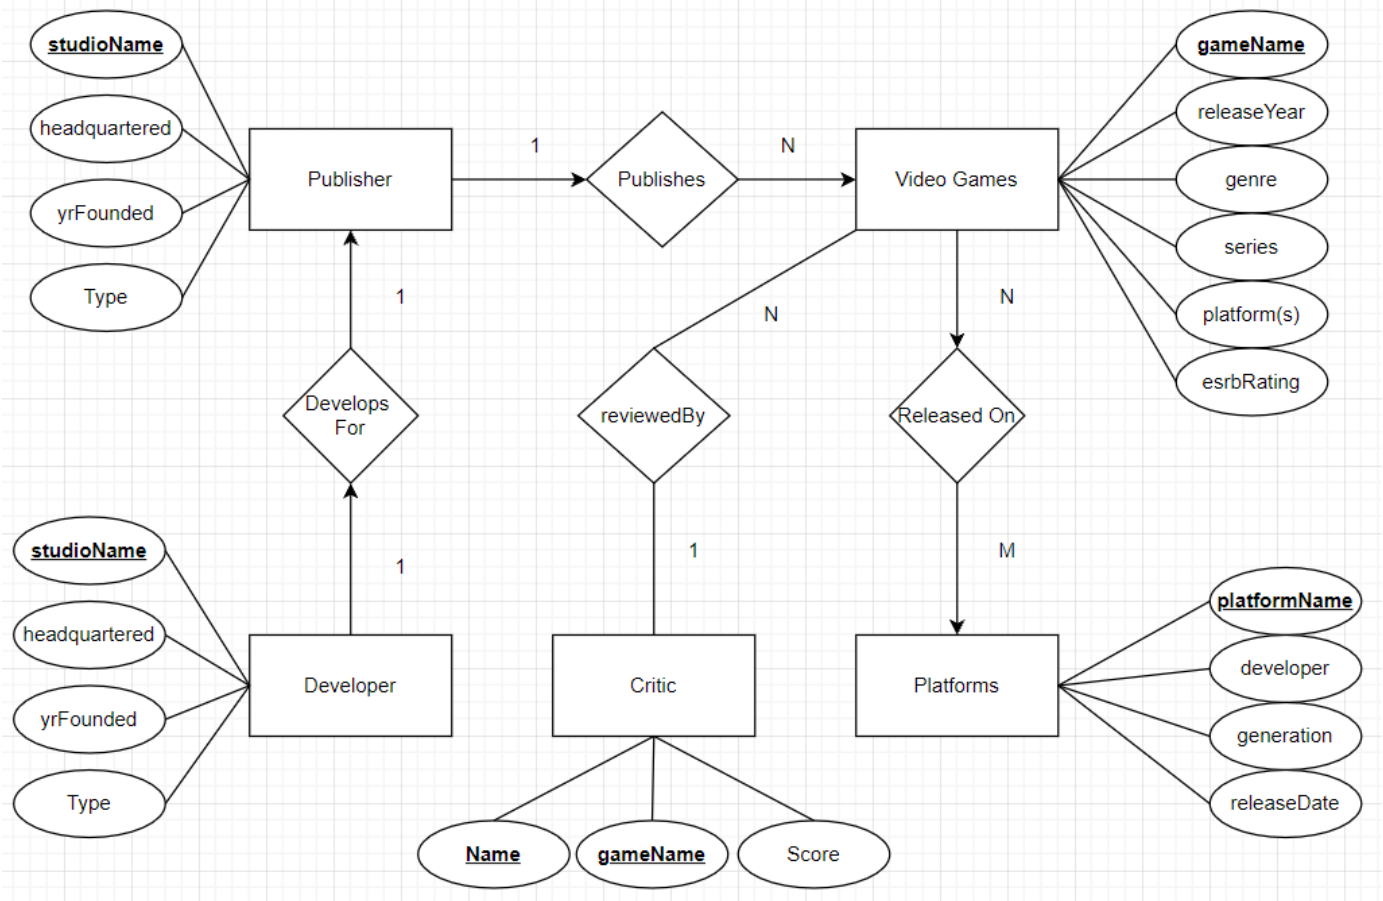 studioName
headquartered
yrFounded
Type
Publisher
1
Publishes
N
Video Games
gameName
releaseYear
genre
series
platform(s)
esrbRating
1
Develops
For
1
N
reviewedBy
1
N
Released On
M
studioName
headquartered
yrFounded
Type
Developer
Critic
Name
gameName
Score
Platforms
platformName
developer
generation
releaseDate